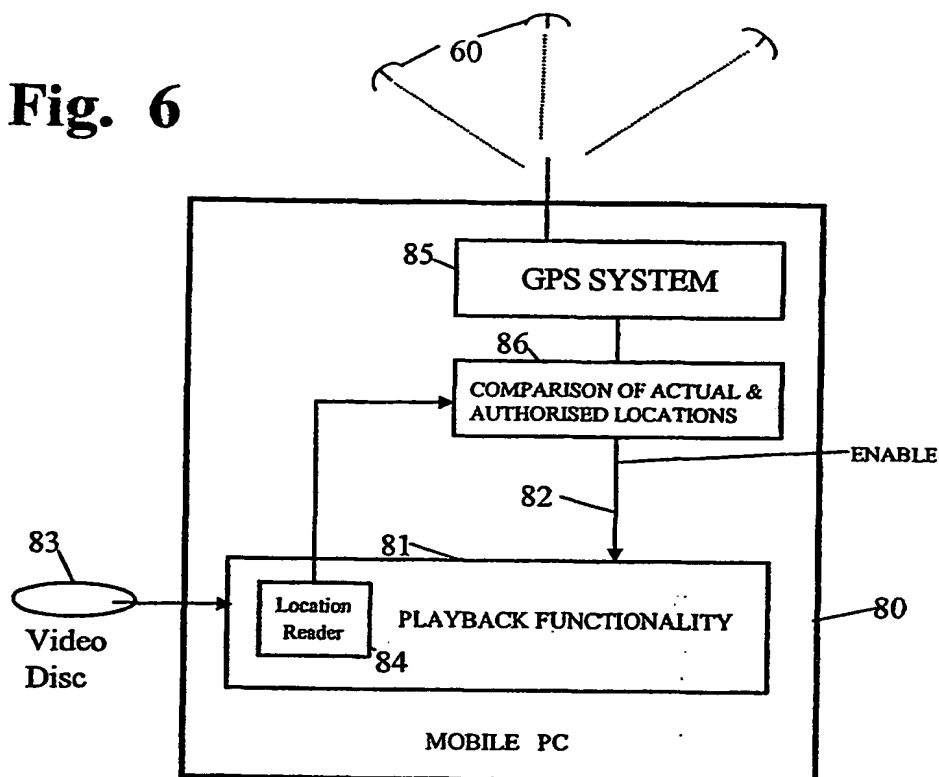 Fig. 6
60
85
GPS SYSTEM
86
COMPARISON OF ACTUAL &
AUTHORISED LOCATIONS
ENABLE
82
83
81
Video
Disc
Location
Reader
84
PLAYBACK FUNCTIONALITY
80
MOBILE PC